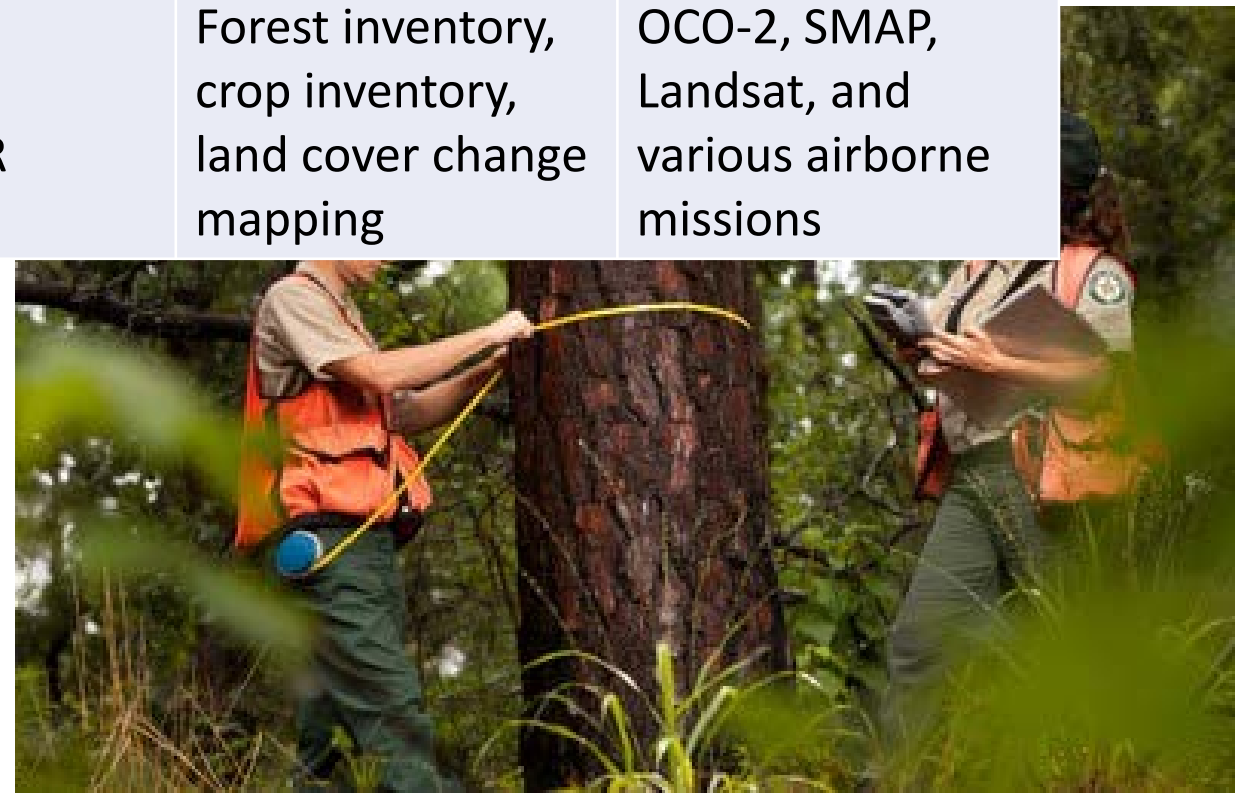 Forest inventory,
crop inventory,
land cover change
mapping
OCO-2, SMAP,
Landsat, and
various airborne
missions